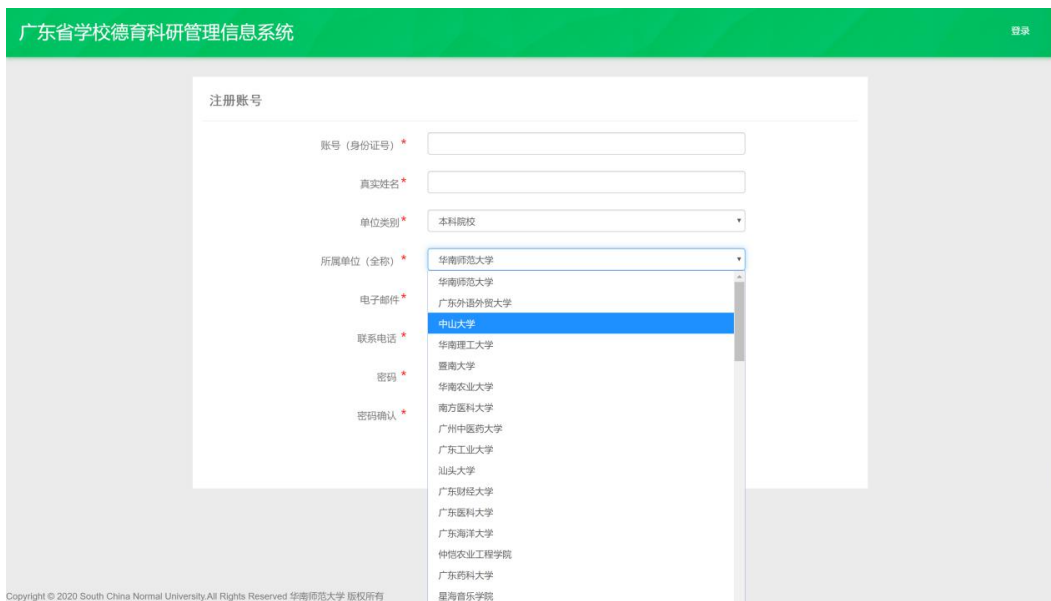 广东省学校德育科研管理信息系统
登录
注册账号
账号（身份证号）*
真实姓名*
单位类别* 本科院校
所属单位（全称）* 华南师范大学
华南师范大学
电子邮件*
广东外语外贸大学
中山大学
联系电话 *
华南理工大学
暨南大学
密码 *
华南农业大学
南方医科大学
密码确认 *
广州中医药大学
广东工业大学
汕头大学
广东财经大学
广东医科大学
广东海洋大学
仲恺农业工程学院
广东药科大学
星海音乐学院
Copyright © 2020 South China Normal University.All Rights Reserved 华南师范大学 版权所有